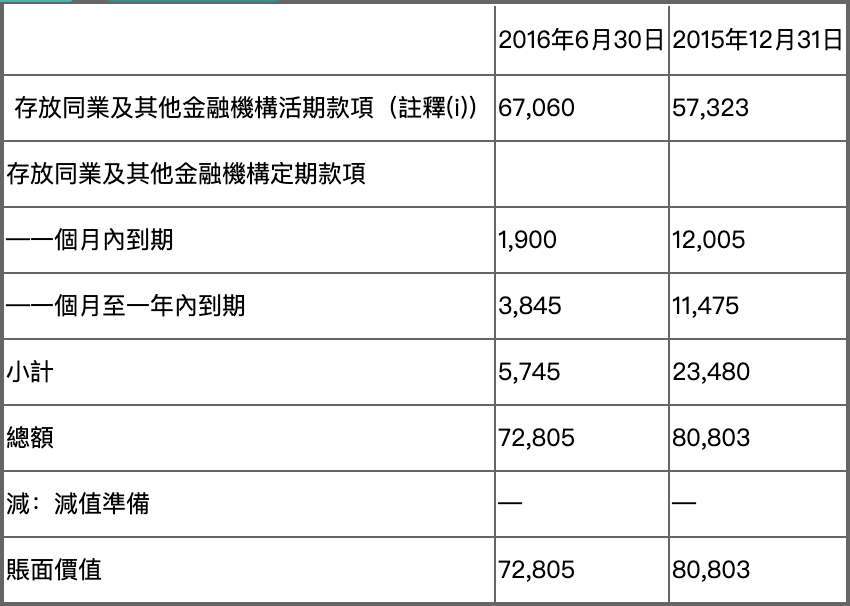 2016年6月30日 2015年12月31日
存放同業及其他金融機構活期款項（註釋(i)） 67,060 57,323
存放同業及其他金融機構定期款項
——個月內到期 1,900 12,005
——個月至一年內到期 3,845 11,475
小計 5,745 23,480
總額 72,805 80,803
減：減值準備 — —
賬面價值 72,805 80,803